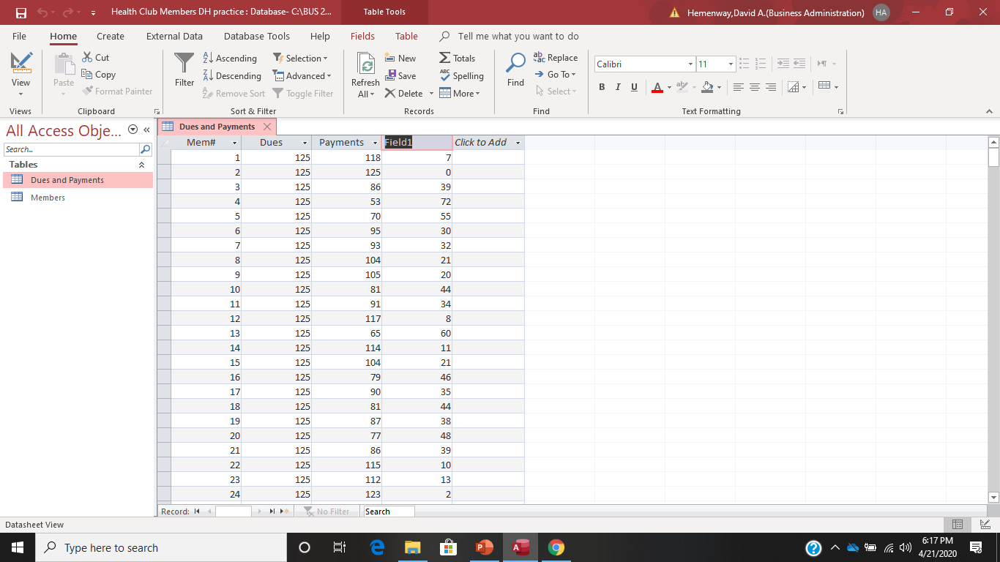 Health Club Members DH practice : Database- C:\BUS 2...
Table Tools
Hemenway,David A.(Business Administration)
HA
File Home Create External Data Database Tools Help Fields Table Tell me what you want to do
View
Views
Paste
Cut
Copy
Format Painter
Clipboard
Filter
Ascending
Descending
Remove Sort
Selection
Advanced
Toggle Filter
Sort & Filter
Refresh
All
New
Save
Delete
Totals
Spelling
More
Records
Find
Replace
Go To
Select
Find
Calibri 11
B I U A ab
Text Formatting
All Access Obje...
Search...
Tables
Dues and Payments
Members
Dues and Payments
Mem# Dues Payments Field1 Click to Add
1 125 118 7
2 125 125 0
3 125 86 39
4 125 53 72
5 125 70 55
6 125 95 30
7 125 93 32
8 125 104 21
9 125 105 20
10 125 81 44
11 125 91 34
12 125 117 8
13 125 65 60
14 125 114 11
15 125 104 21
16 125 79 46
17 125 90 35
18 125 81 44
19 125 87 38
20 125 77 48
21 125 86 39
22 125 115 10
23 125 112 13
24 125 123 2
Record: No Filter Search
Datasheet View
Type here to search
6:17 PM
4/21/2020